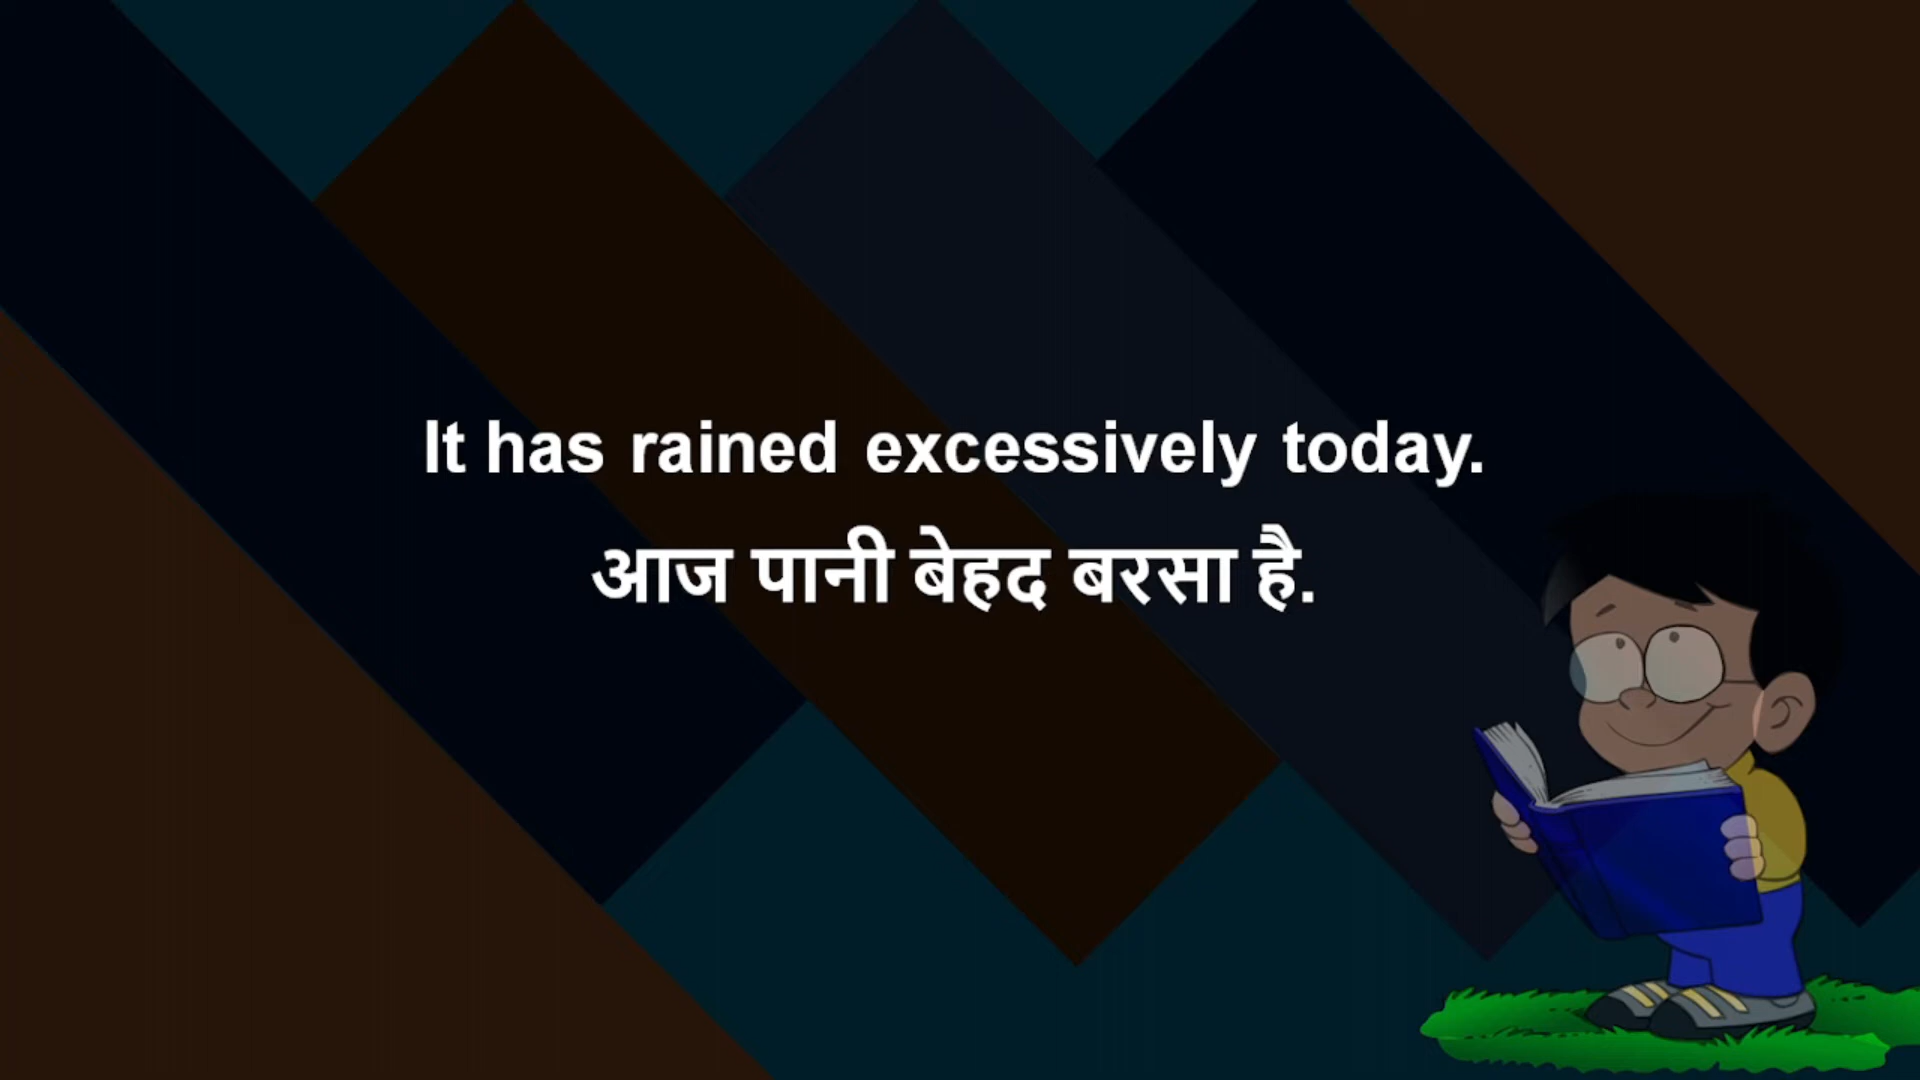 It has rained excessively today.
आज पानी बेहद बरसा है.